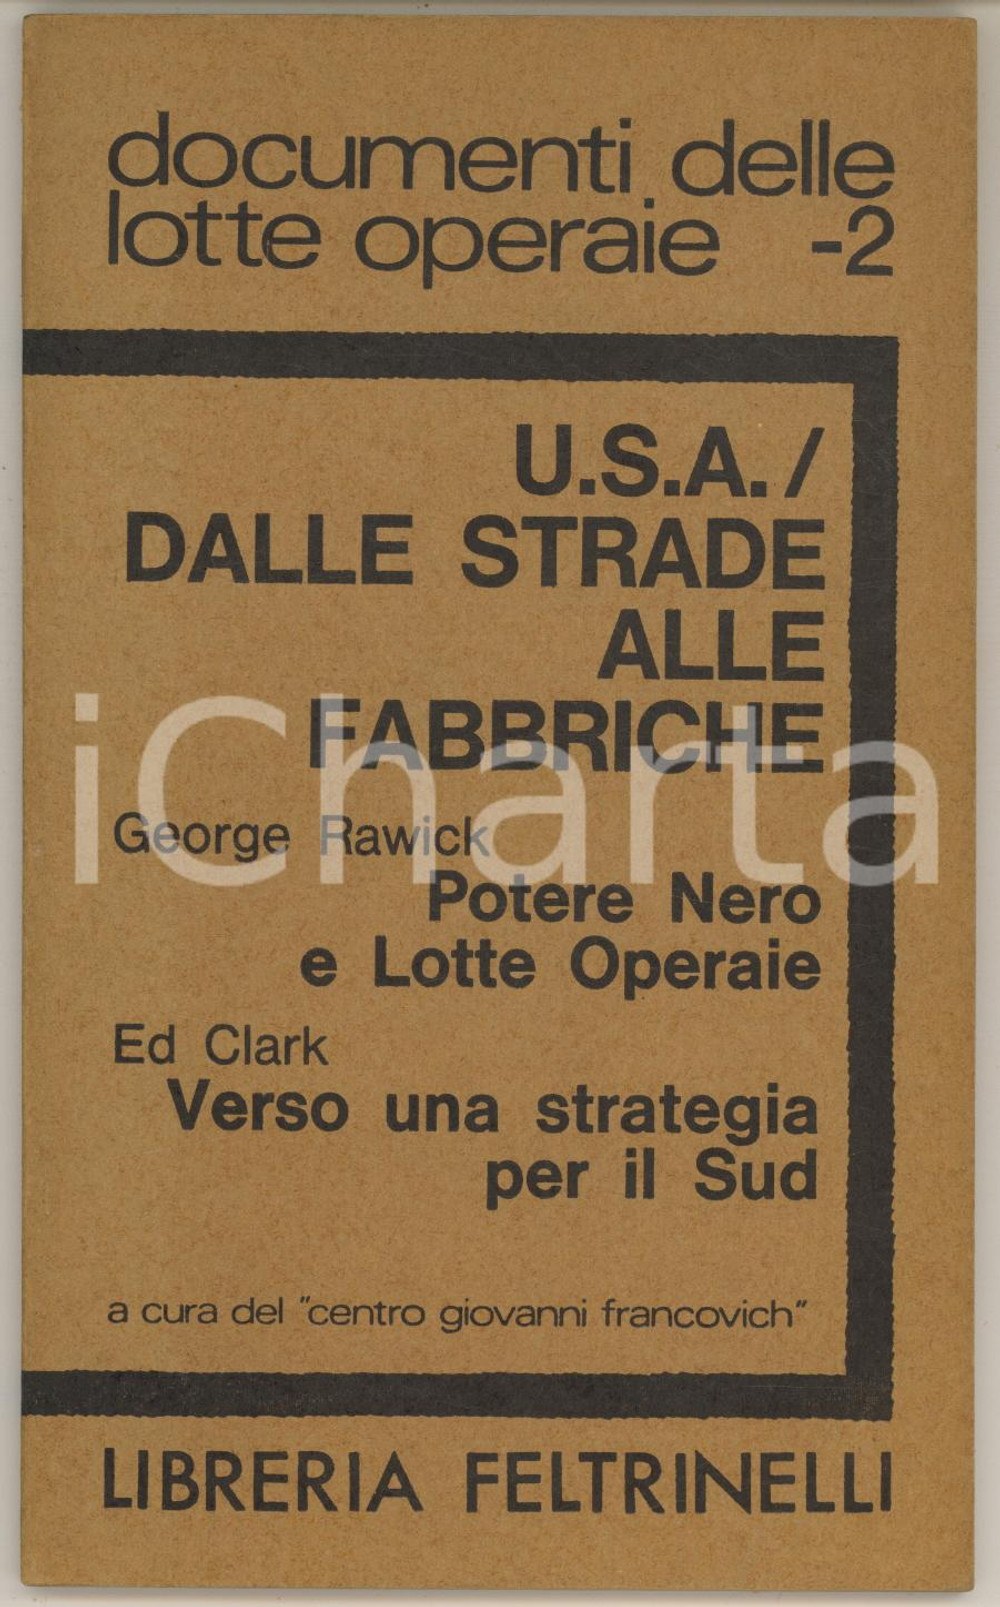 documenti delle
lotte operaie -2
U.S.A./
DALLE STRADE
ALLE
FABBRICHE
iCharta
George Rawick
Potere Nero
e Lotte Operaie
Ed Clark
Verso una strategia
per il Sud
a cura del "centro giovanni francovich"
LIBRERIA FELTRINELLI